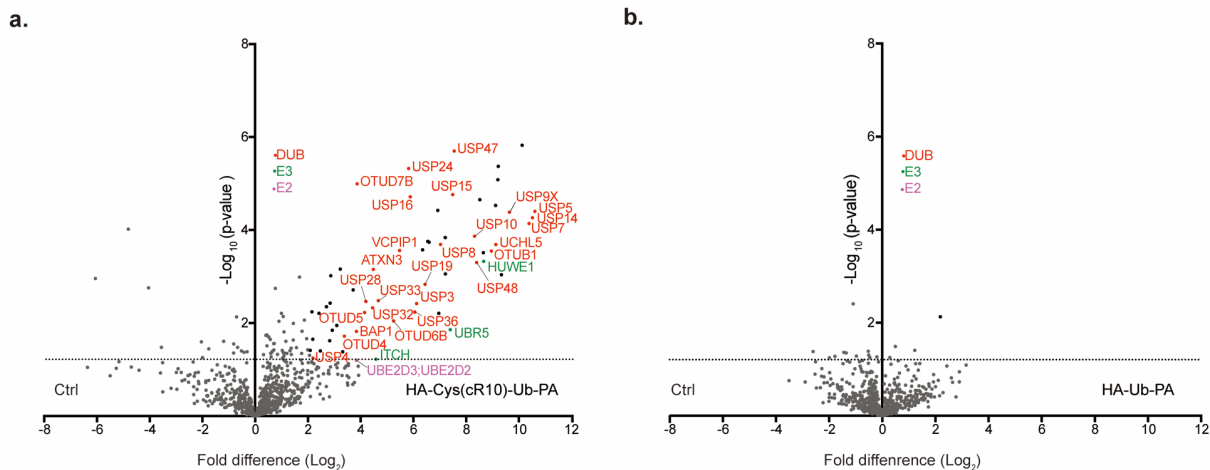 a.
8
6
4
2
-Log10 (p-value)
DUB
E3
E2
USP47
USP24
OTUD7B
USP15
USP16
USP9X
USP5
USP14
USP7
USP10
VCPIP1
UCHL5
USP8
OTUB1
ATXN3
HUWE1
USP19
USP28
USP48
USP33
USP3
OTUD5
USP32
USP36
BAP1
OTUD6B
UBR5
OTUD4
USP4
ITCH
UBE2D3;UBE2D2
Ctrl
HA-Cys(cR10)-Ub-PA
-8 -6 -4 -2 0 2 4 6 8 10 12
Fold difference (Log2)
b.
8
6
4
2
-Log10 (p-value)
DUB
E3
E2
Ctrl
HA-Ub-PA
-8 -6 -4 -2 0 2 4 6 8 10 12
Fold diffenrence (Log2)